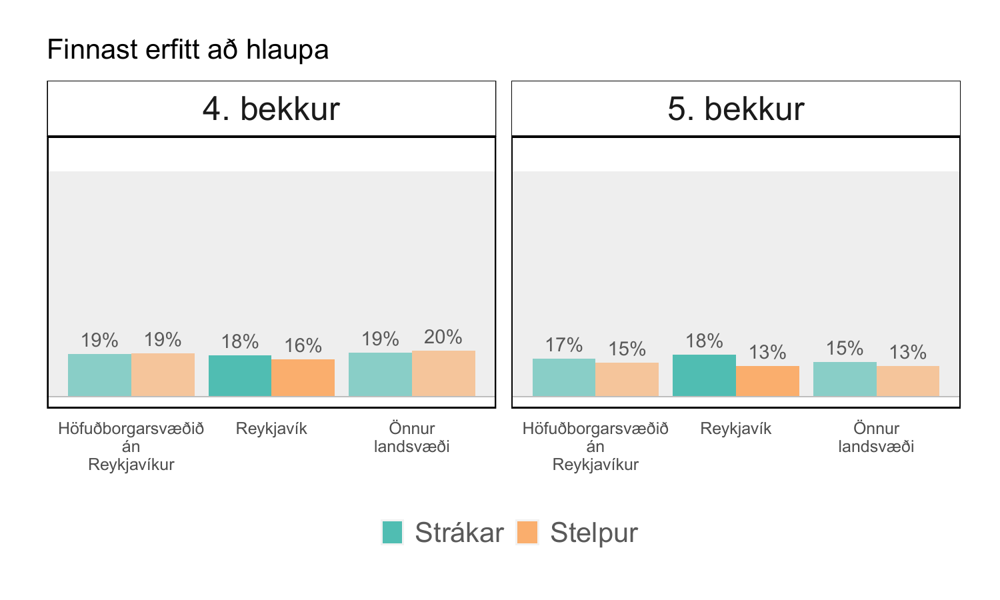 Finnast erfitt að hlaupa
4. bekkur
19%
19%
18%
16%
19%
20%
Höfuðborgarsvæðið
án
Reykjavíkur
Reykjavík
Önnur
landsvæði
5. bekkur
17%
15%
18%
13%
15%
13%
Höfuðborgarsvæðið
án
Reykjavíkur
Reykjavík
Önnur
landsvæði
Strákar
Stelpur